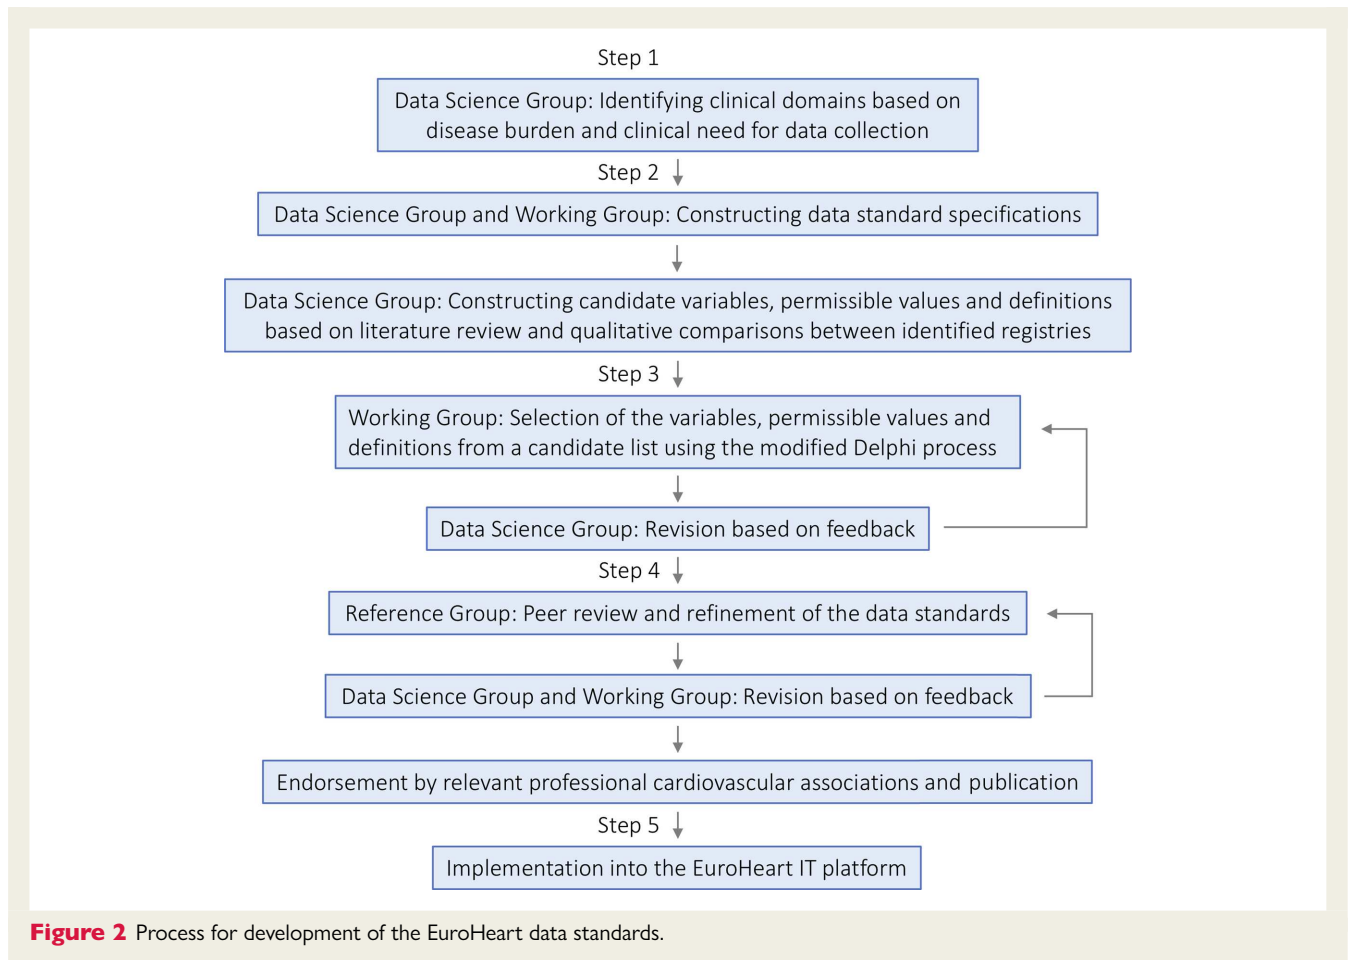 Step 1
Data Science Group: Identifying clinical domains based on
disease burden and clinical need for data collection
Step 2
Data Science Group and Working Group: Constructing data standard specifications
Data Science Group: Constructing candidate variables, permissible values and definitions
based on literature review and qualitative comparisons between identified registries
Step 3
Working Group: Selection of the variables, permissible values and
definitions from a candidate list using the modified Delphi process
Data Science Group: Revision based on feedback
Step 4
Reference Group: Peer review and refinement of the data standards
Data Science Group and Working Group: Revision based on feedback
Endorsement by relevant professional cardiovascular associations and publication
Step 5
Implementation into the EuroHeart IT platform
Figure 2 Process for development of the EuroHeart data standards.